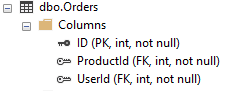 dbo.Orders
Columns
ID (PK, int, not null)
ProductId (FK, int, not null)
UserId (FK, int, not null)